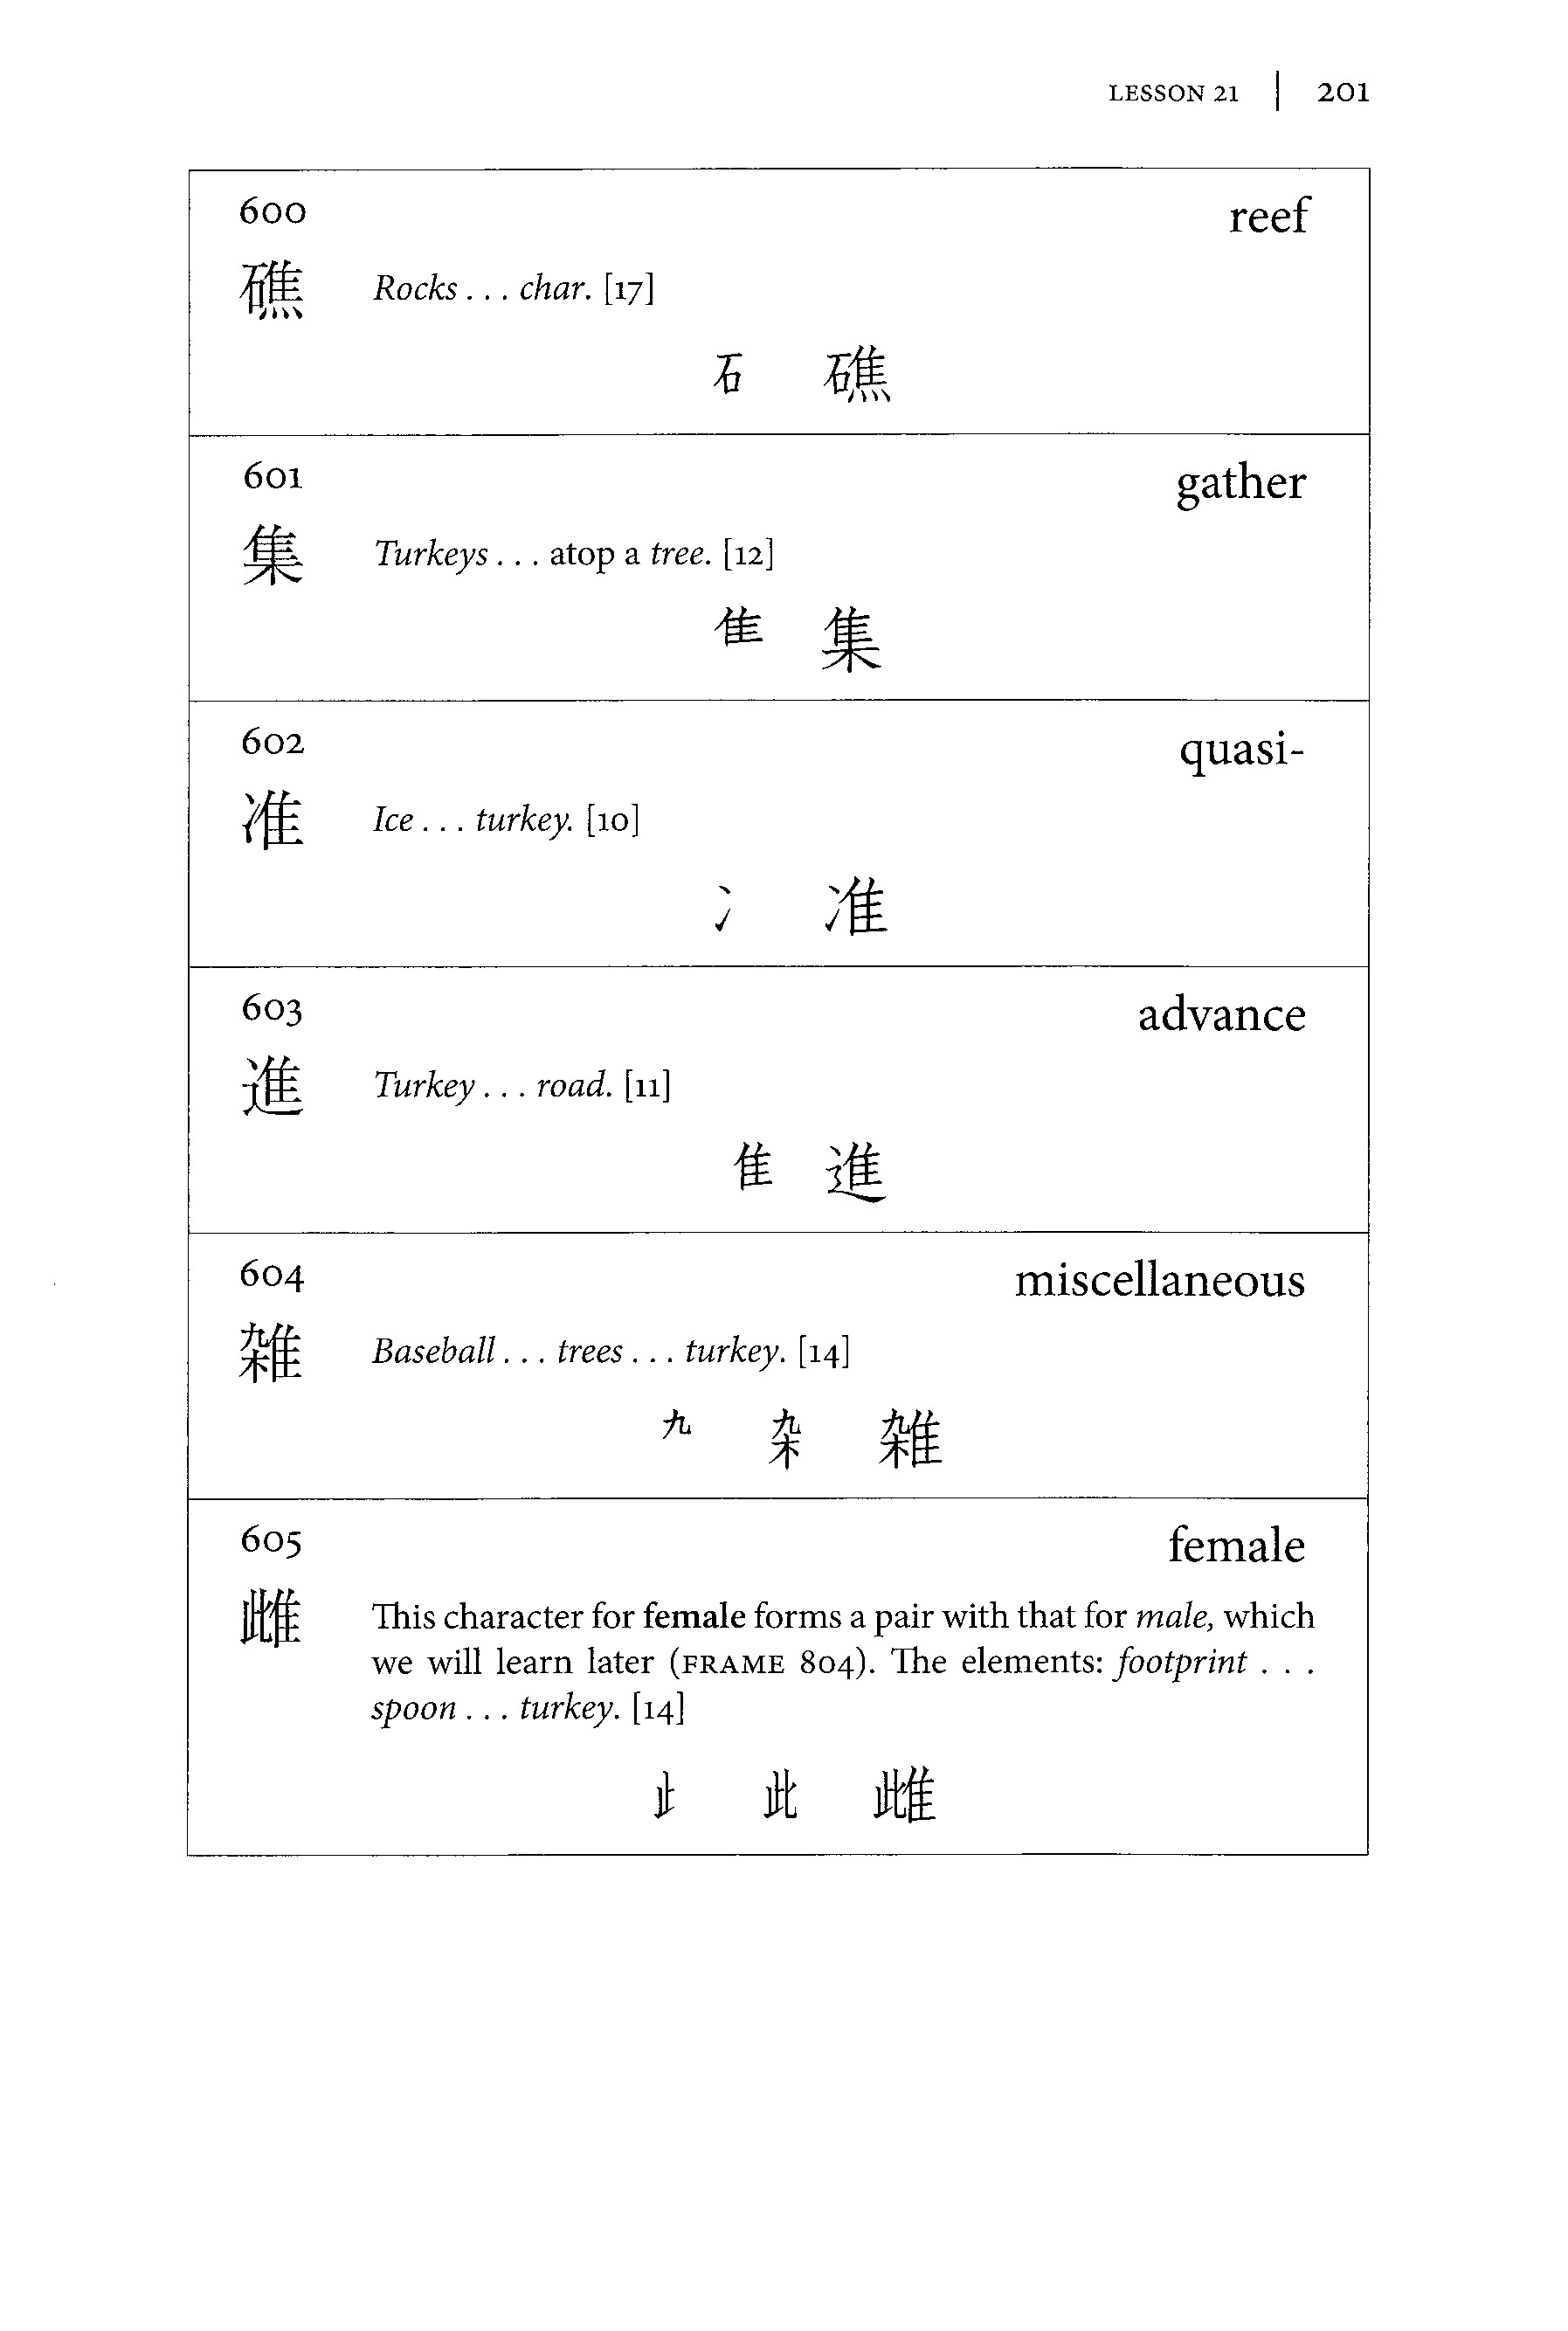 LESSON 21 | 201
600 reef
礁 Rocks . . . char. [17]
石 礁
601 gather
集 Turkeys . . . atop a tree. [12]
隹 集
602 quasi-
准 Ice . . . turkey. [10]
冫 准
603 advance
進 Turkey . . . road. [11]
隹 進
604 miscellaneous
雑 Baseball . . . trees . . . turkey. [14]
九 杂 雑
605 female
雌 This character for female forms a pair with that for male, which
we will learn later (FRAME 804). The elements: footprint . . .
spoon . . . turkey. [14]
止 此 雌